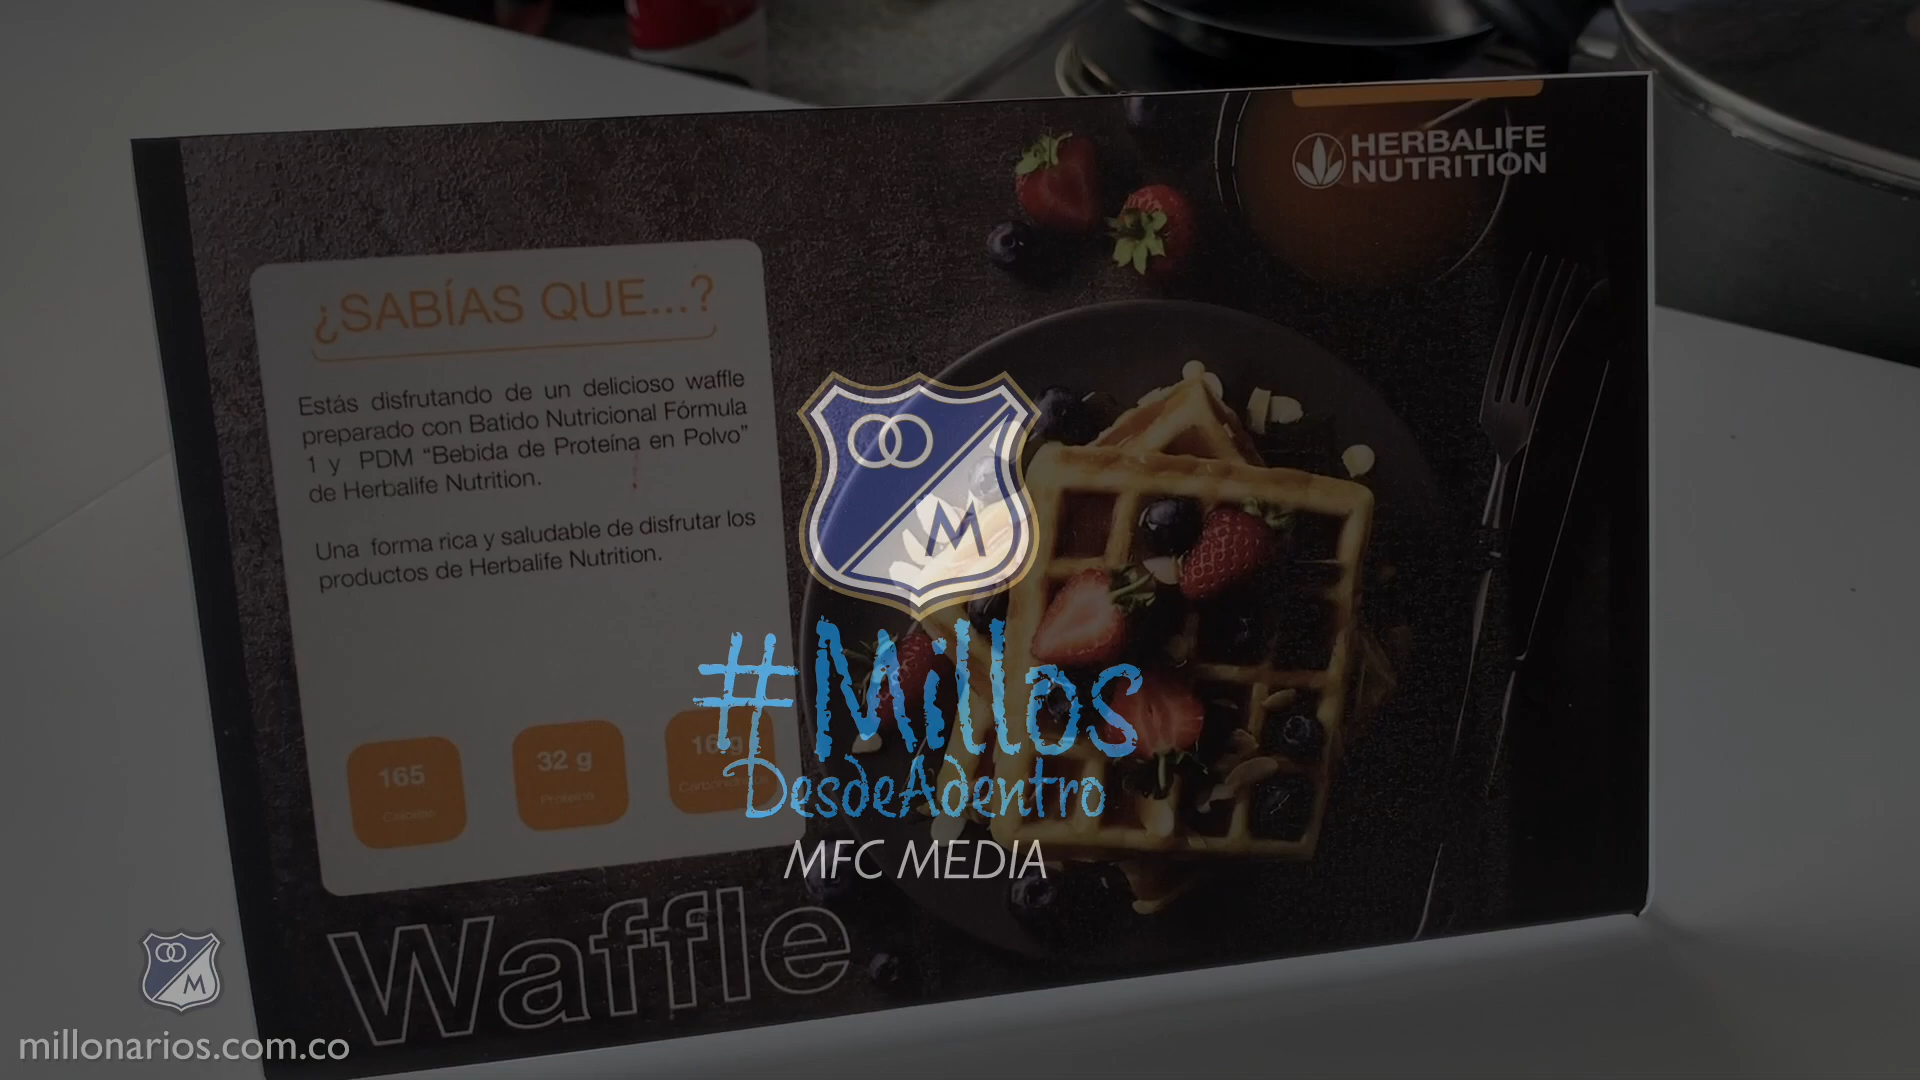 HERBALIFE
NUTRITION
¿SABÍAS QUE...?
Estás disfrutando de un delicioso waffle
preparado con Batido Nutricional Fórmula
1 y PDM “Bebida de Proteína en Polvo”
de Herbalife Nutrition.
Una forma rica y saludable de disfrutar los
productos de Herbalife Nutrition.
165
32 g
Proteína
16 g
M
#Millos
DesdeAdentro
MFC MEDIA
Waffle
M
millonarios.com.co